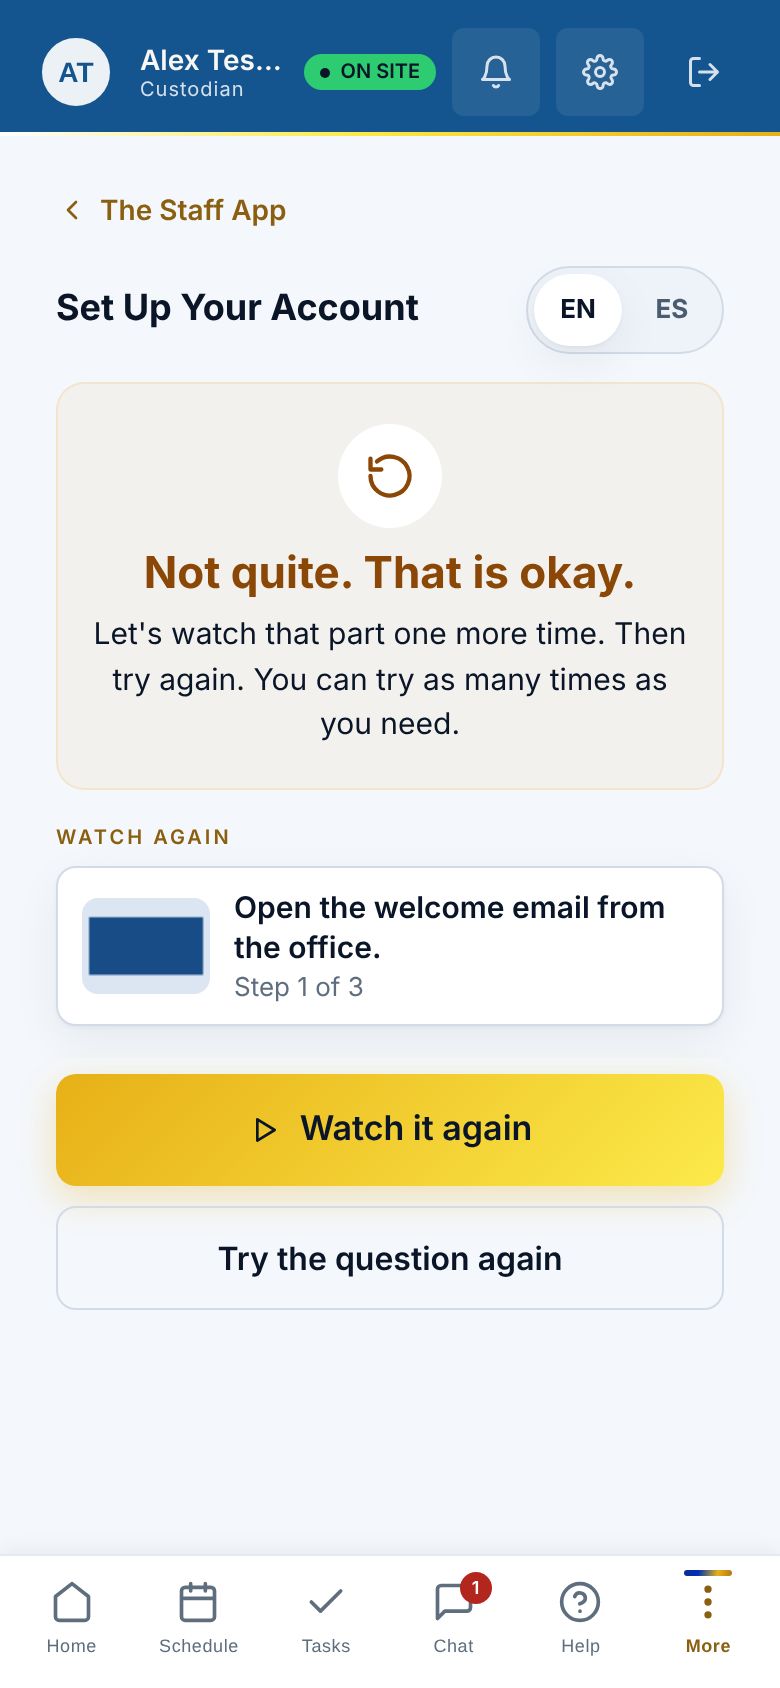 AT
Alex Tes...
Custodian
ON SITE
The Staff App
Set Up Your Account
EN
ES
Not quite. That is okay.
Let's watch that part one more time. Then
try again. You can try as many times as
you need.
WATCH AGAIN
Open the welcome email from
the office.
Step 1 of 3
Watch it again
Try the question again
1
Home
Schedule
Tasks
Chat
Help
More